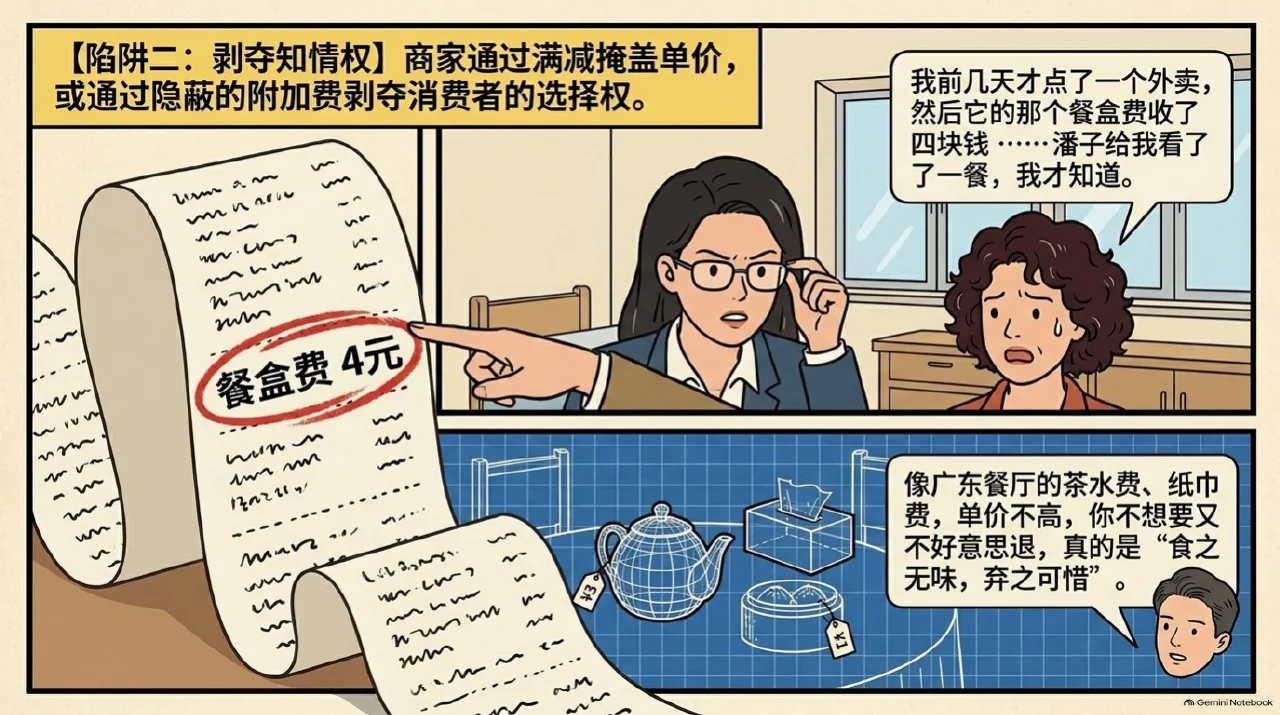 【陷阱二：剥夺知情权】商家通过满减掩盖单价，
或通过隐蔽的附加费剥夺消费者的选择权。
我前几天才点了一个外卖，
然后它的那个餐盒费收了
四块钱 ……潘子给我看了
了一餐，我才知道。
餐盒费 4元
像广东餐厅的茶水费、纸巾
费，单价不高，你不想要又
不好意思退，真的是“食之
无味，弃之可惜”。
Gemini Notebook